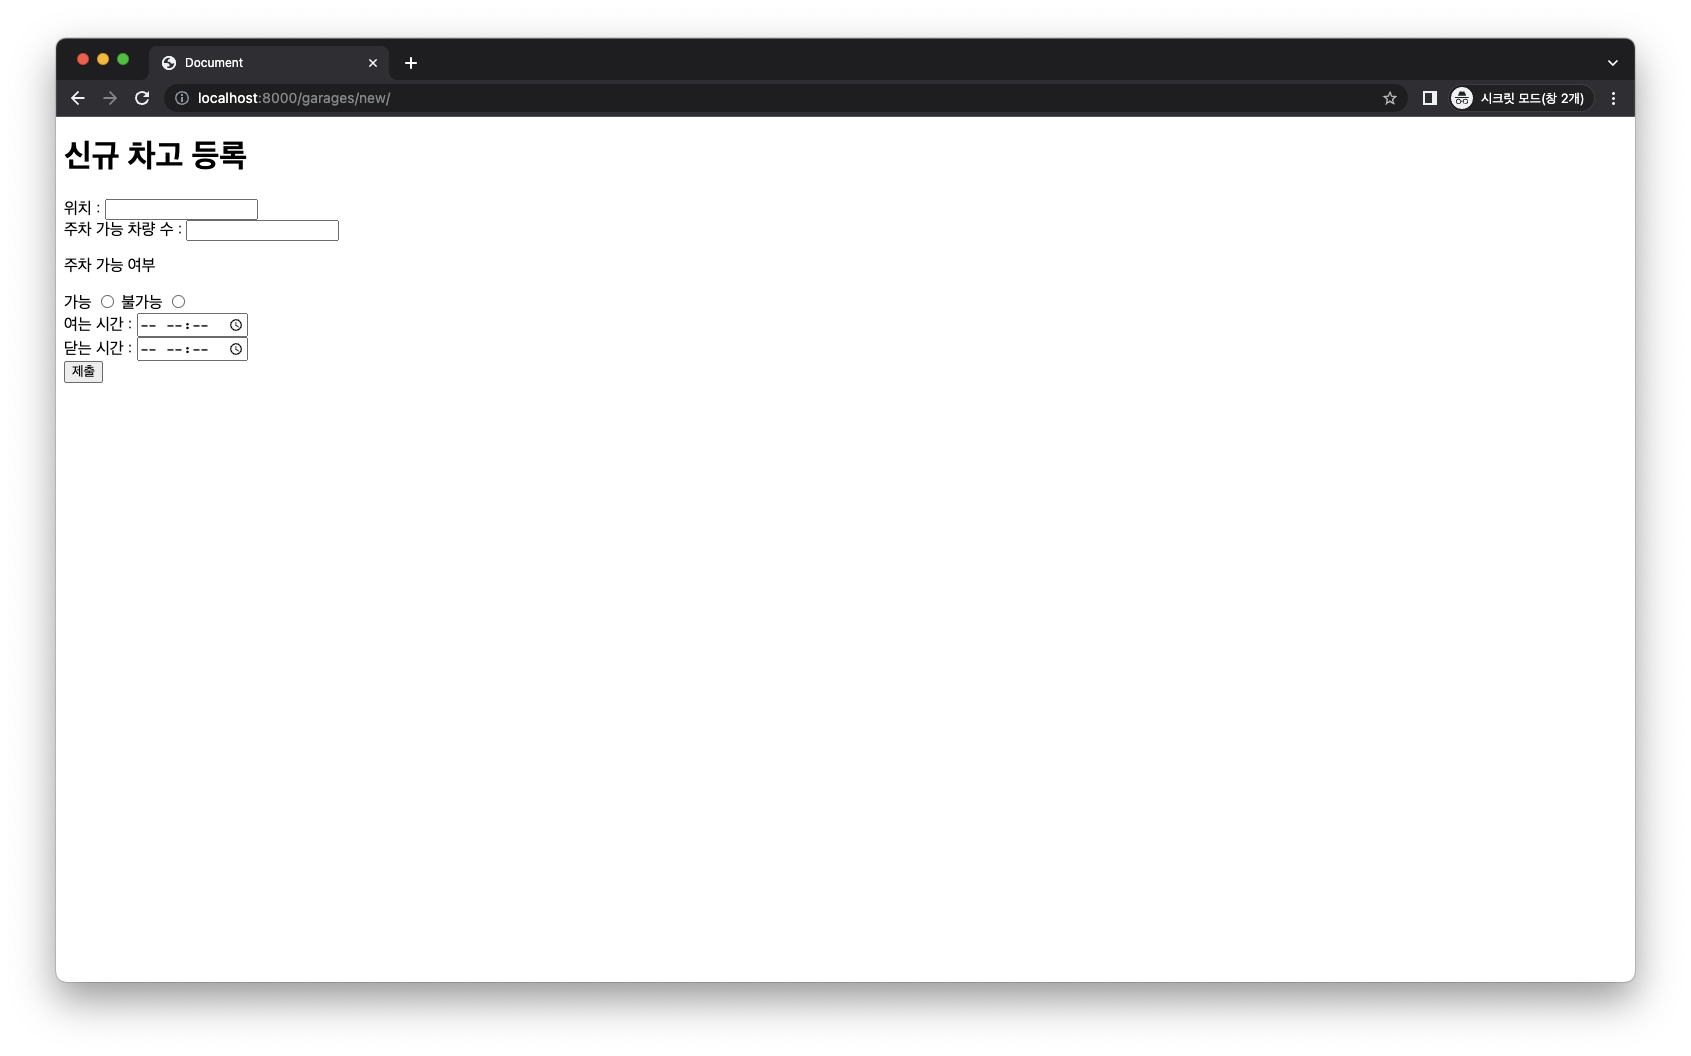 Document
localhost:8000/garages/new/
시크릿 모드(창 2개)
신규 차고 등록
위치 :
주차 가능 차량 수 :
주차 가능 여부
가능 불가능
여는 시간 : -- --:--
닫는 시간 : -- --:--
제출